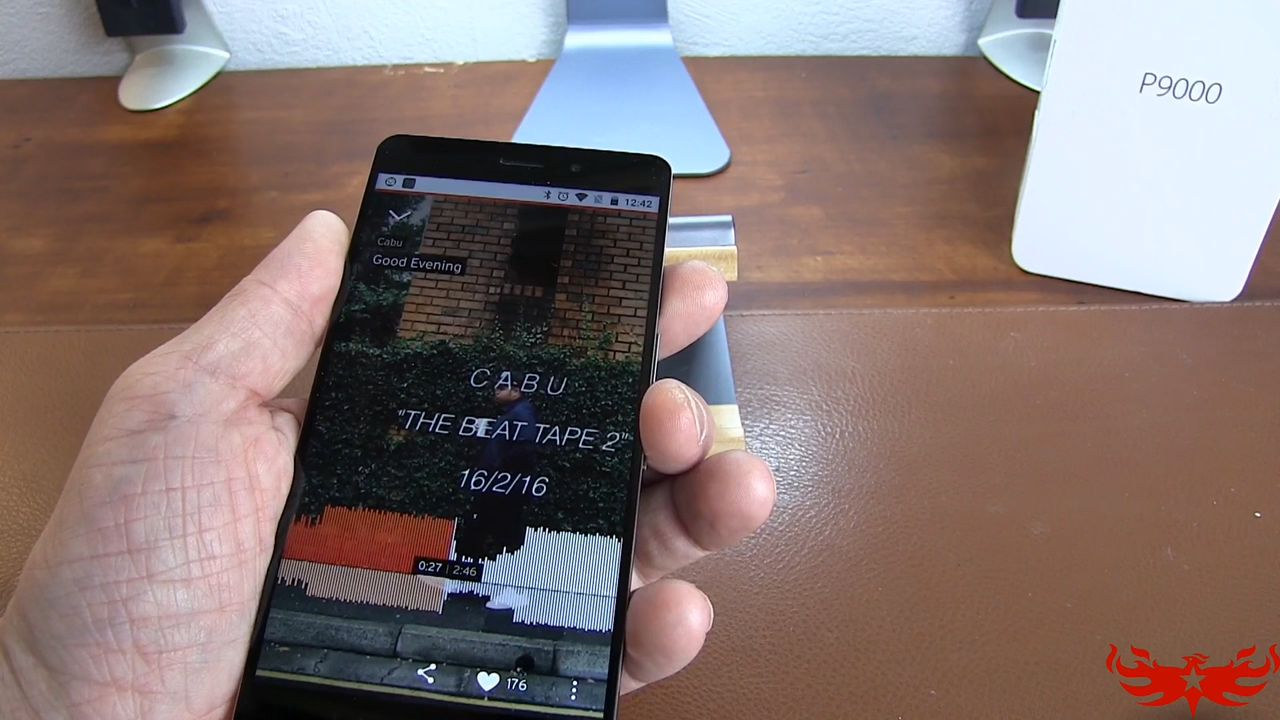 P9000
12:42
Cabu
Good Evening
CABU
"THE BEAT TAPE 2"
16/2/16
0:27 | 2:46
176